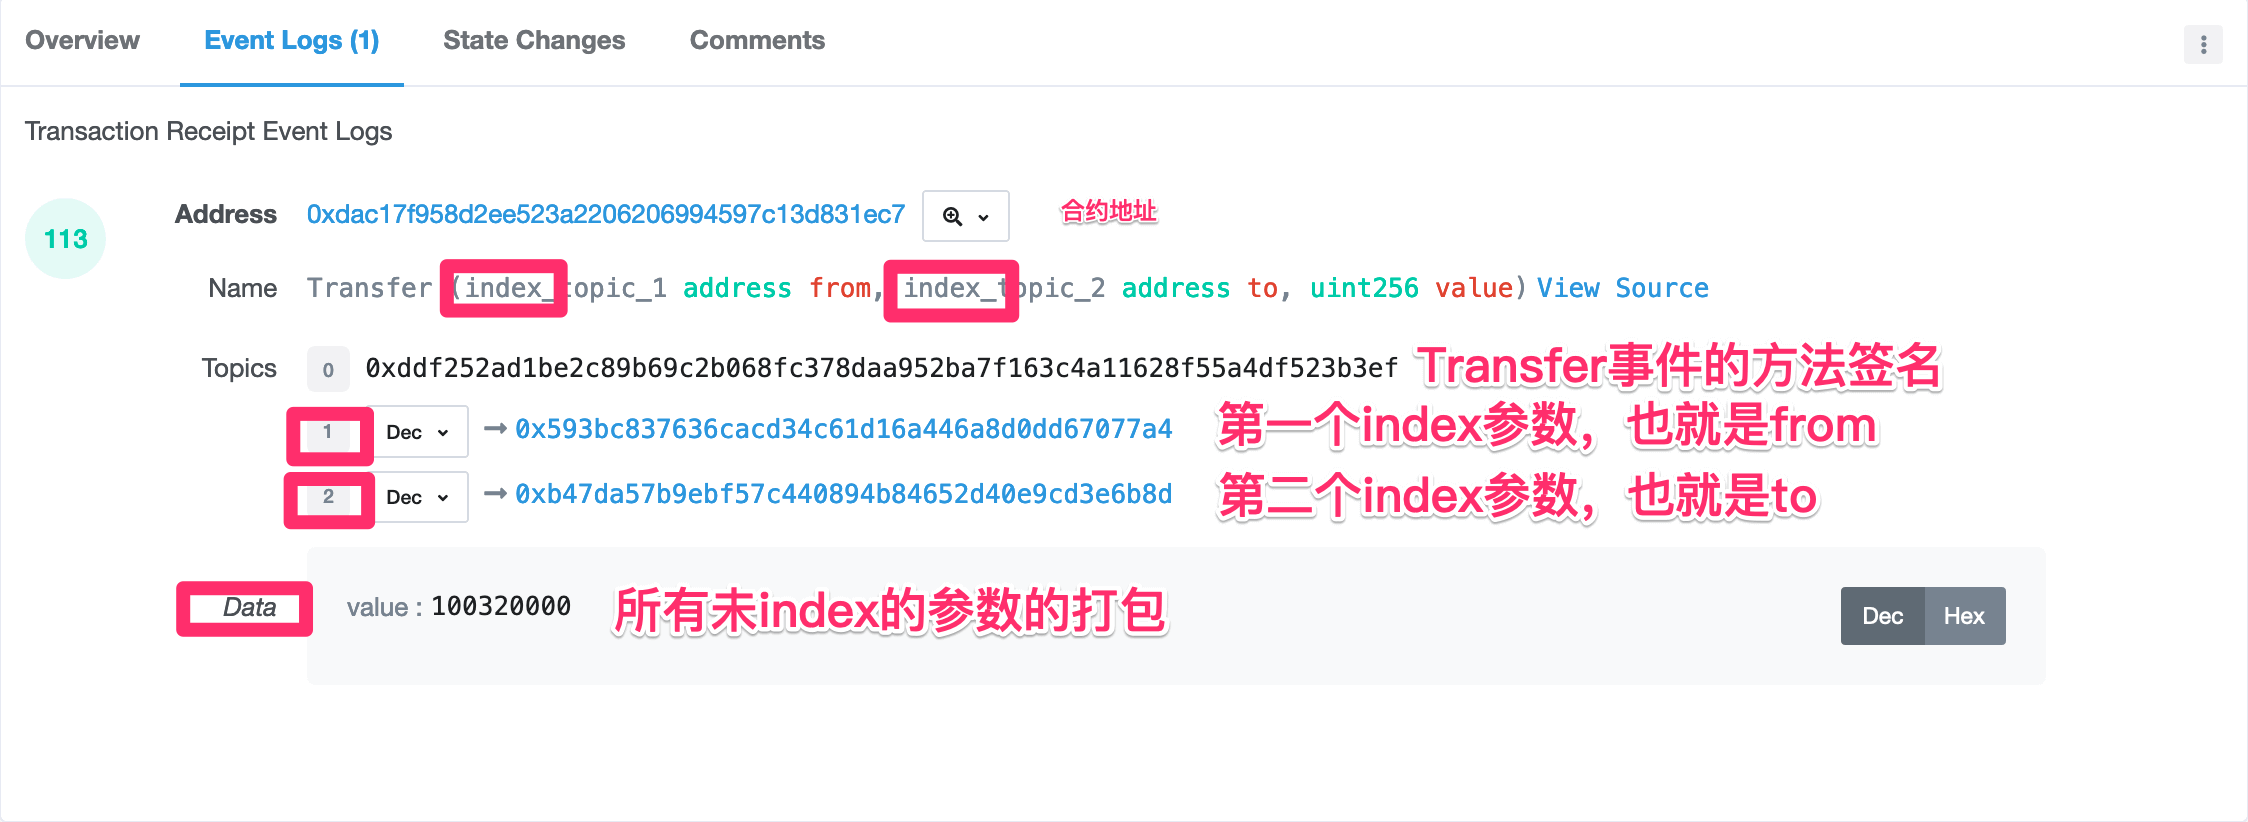 Overview Event Logs (1) State Changes Comments
Transaction Receipt Event Logs
113
Address 0xdac17f958d2ee523a2206206994597c13d831ec7 合约地址
Name Transfer (index_topic_1 address from, index_topic_2 address to, uint256 value) View Source
Topics 0 0xddf252ad1be2c89b69c2b068fc378daa952ba7f163c4a11628f55a4df523b3ef Transfer事件的方法签名
1 Dec → 0x593bc837636cacd34c61d16a446a8d0dd67077a4 第一个index参数，也就是from
2 Dec → 0xb47da57b9ebf57c440894b84652d40e9cd3e6b8d 第二个index参数，也就是to
Data value : 100320000 所有未index的参数的打包 Dec Hex